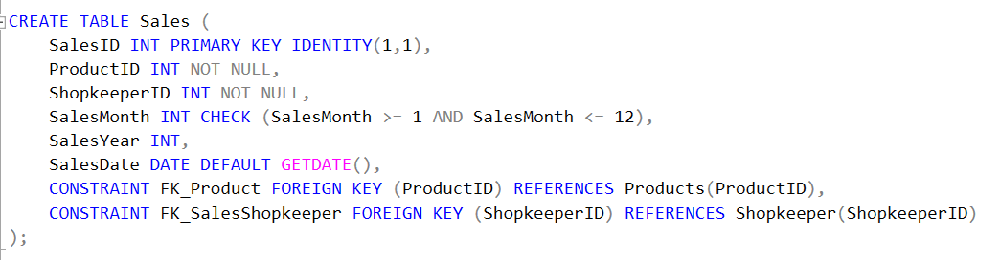 CREATE TABLE Sales (
SalesID INT PRIMARY KEY IDENTITY(1,1),
ProductID INT NOT NULL,
ShopkeeperID INT NOT NULL,
SalesMonth INT CHECK (SalesMonth >= 1 AND SalesMonth <= 12),
SalesYear INT,
SalesDate DATE DEFAULT GETDATE(),
CONSTRAINT FK_Product FOREIGN KEY (ProductID) REFERENCES Products(ProductID),
CONSTRAINT FK_SalesShopkeeper FOREIGN KEY (ShopkeeperID) REFERENCES Shopkeeper(ShopkeeperID)
);